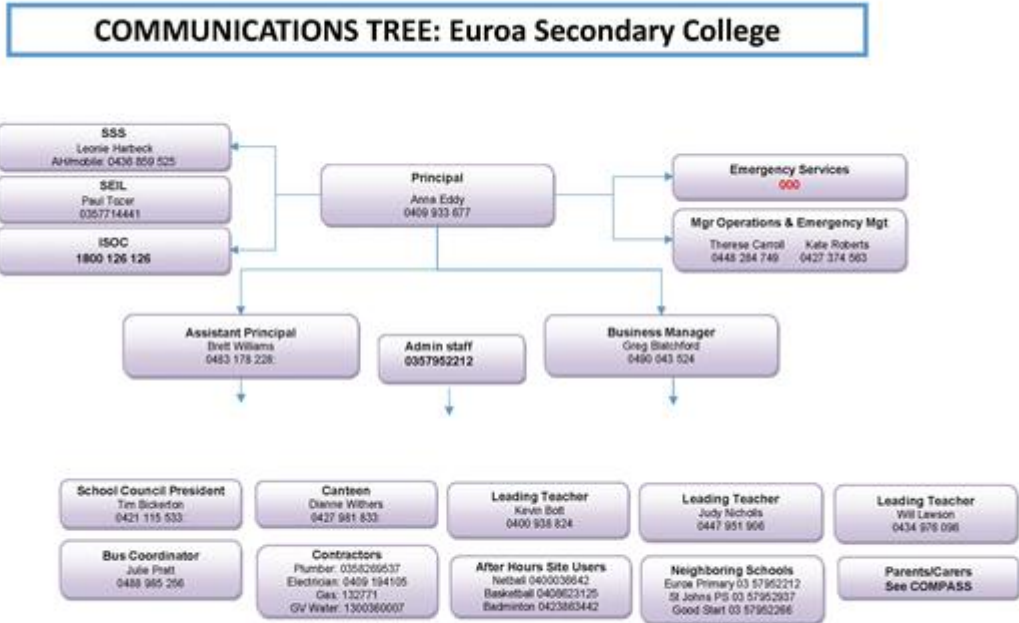 COMMUNICATIONS TREE: Euroa Secondary College
SSS
Leonie Harbeck
AH/mobile: 0436 859 525
SEIL
Paul Tozer
0357714441
ISOC
1800 126 126
Principal
Anna Eddy
0409 933 677
Emergency Services
000
Mgr Operations & Emergency Mgt
Therese Carroll Kate Roberts
0448 284 749 0427 374 563
Assistant Principal
Brett Williams
0483 178 228:
Admin staff
0357952212
Business Manager
Greg Blatchford
0490 043 524
School Council President
Tim Bickerton
0421 115 533:
Canteen
Dianne Withers
0427 981 833:
Leading Teacher
Kevin Bott
0400 938 824
Leading Teacher
Judy Nicholls
0447 951 906
Leading Teacher
Will Lawson
0434 976 096
Bus Coordinator
Julie Pratt
0488 985 266
Contractors
Plumber: 0358269537
Electrician: 0409 194105
Gas: 132771
GV Water: 1300360007
After Hours Site Users
Netball 0400036642
Basketball 0408623125
Badminton 0423863442
Neighboring Schools
Euroa Primary 03 57952212
St Johns PS 03 57952937
Good Start 03 57952266
Parents/Carers
See COMPASS